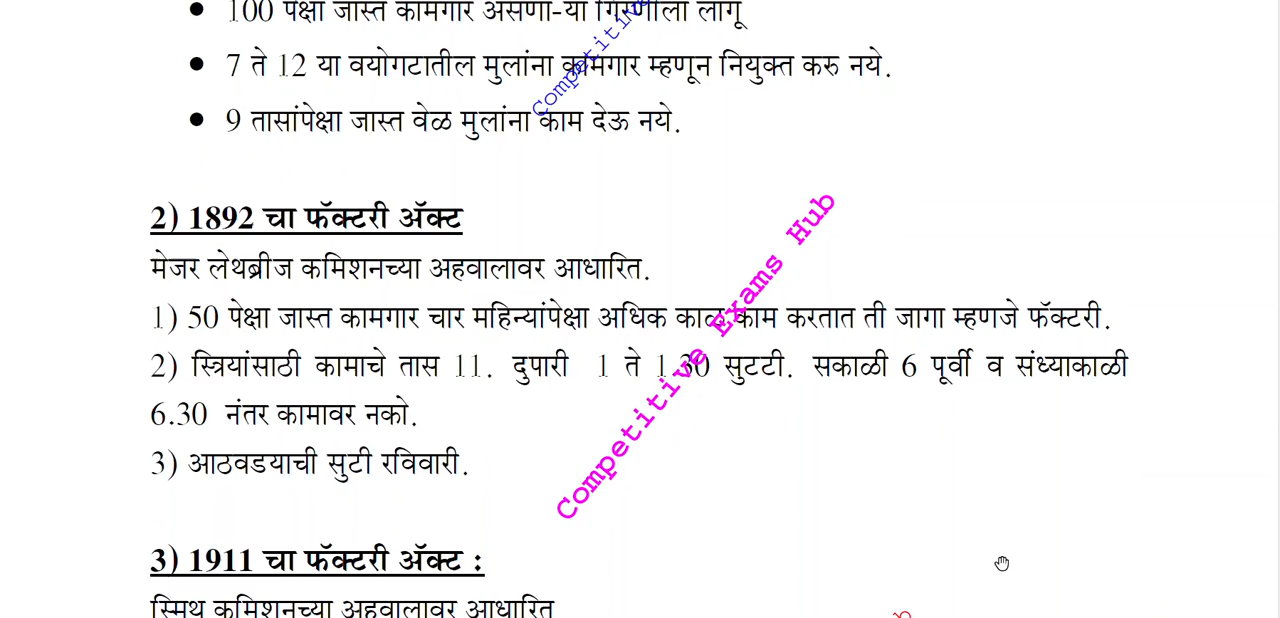 • 100 पेक्षा जास्त कामगार असणा-या गिरणीला लागू
• 7 ते 12 या वयोगटातील मुलांना कामगार म्हणून नियुक्त करु नये.
• 9 तासांपेक्षा जास्त वेळ मुलांना काम देऊ नये.
Competitive
2) 1892 चा फॅक्टरी ॲक्ट
मेजर लेथब्रीज कमिशनच्या अहवालावर आधारित.
1) 50 पेक्षा जास्त कामगार चार महिन्यांपेक्षा अधिक काळ काम करतात ती जागा म्हणजे फॅक्टरी.
2) स्त्रियांसाठी कामाचे तास 11. दुपारी 1 ते 1.30 सुटटी. सकाळी 6 पूर्वी व संध्याकाळी
6.30 नंतर कामावर नको.
3) आठवडयाची सुटी रविवारी.
Competitive Exams Hub
3) 1911 चा फॅक्टरी ॲक्ट :
स्मिथ कमिशनच्या अहवालावर आधारित